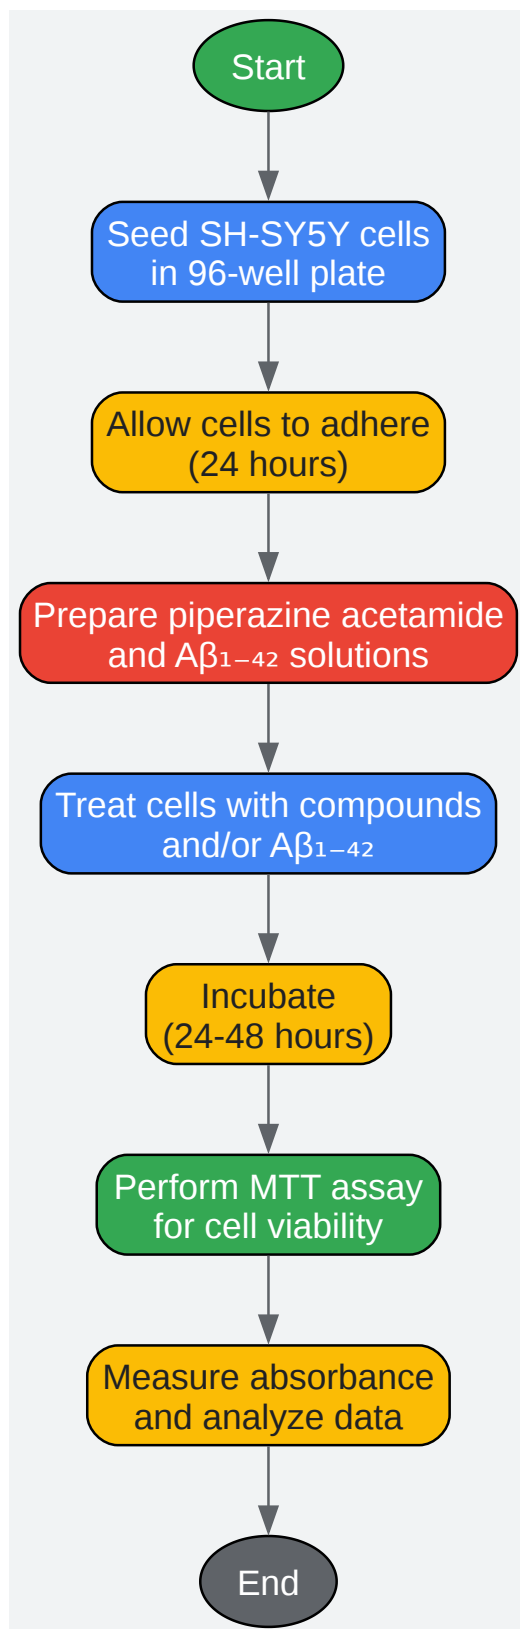 Start
Seed SH-SY5Y cells
in 96-well plate
Allow cells to adhere
(24 hours)
Prepare piperazine acetamide
and Aβ₁₋₄₂ solutions
Treat cells with compounds
and/or Aβ₁₋₄₂
Incubate
(24-48 hours)
Perform MTT assay
for cell viability
Measure absorbance
and analyze data
End